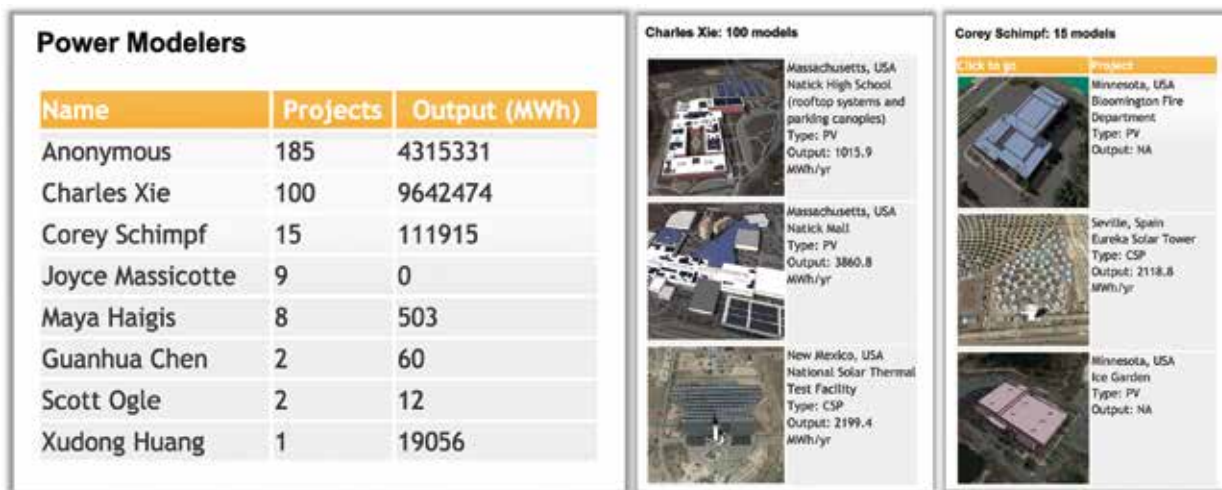 Power Modelers
Name Projects Output (MWh)
Anonymous 185 4315331
Charles Xie 100 9642474
Corey Schimpf 15 111915
Joyce Massicotte 9 0
Maya Haigis 8 503
Guanhua Chen 2 60
Scott Ogle 2 12
Xudong Huang 1 19056
Charles Xie: 100 models
Massachusetts, USA
Natick High School
(rooftop systems and
parking canopies)
Type: PV
Output: 1015.9
MWh/yr
Massachusetts, USA
Natick Mall
Type: PV
Output: 3860.8
MWh/yr
New Mexico, USA
National Solar Thermal
Test Facility
Type: CSP
Output: 2199.4
MWh/yr
Corey Schimpf: 15 models
Click to go Project
Minnesota, USA
Bloomington Fire
Department
Type: PV
Output: NA
Seville, Spain
Eureka Solar Tower
Type: CSP
Output: 2118.8
MWh/yr
Minnesota, USA
Ice Garden
Type: PV
Output: NA